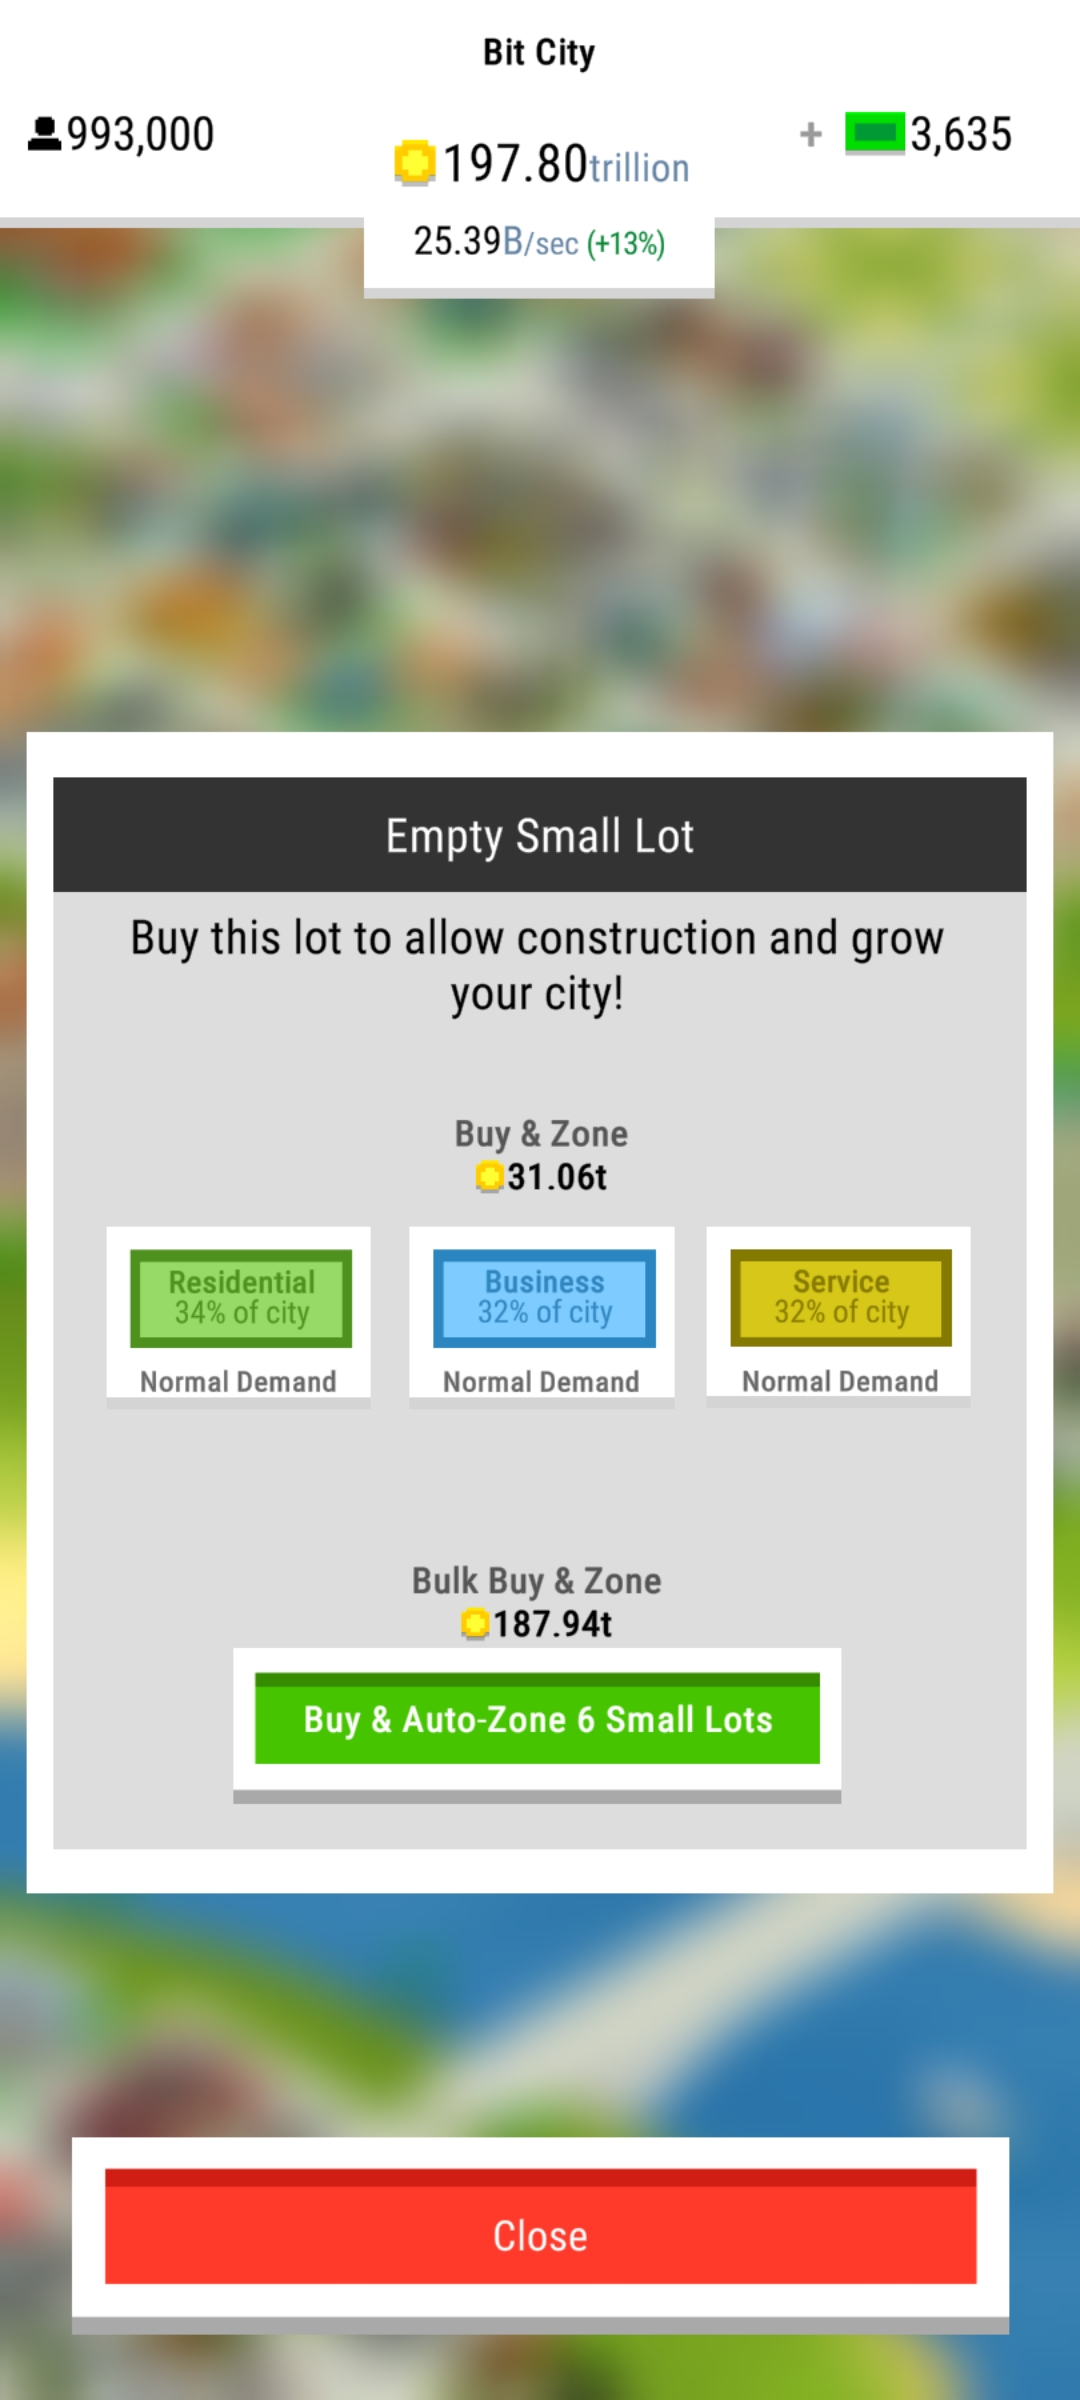 Bit City
993,000
197.80trillion
+ 3,635
25.39B/sec (+13%)
Empty Small Lot
Buy this lot to allow construction and grow
your city!
Buy & Zone
31.06t
Residential
34% of city
Normal Demand
Business
32% of city
Normal Demand
Service
32% of city
Normal Demand
Bulk Buy & Zone
187.94t
Buy & Auto-Zone 6 Small Lots
Close